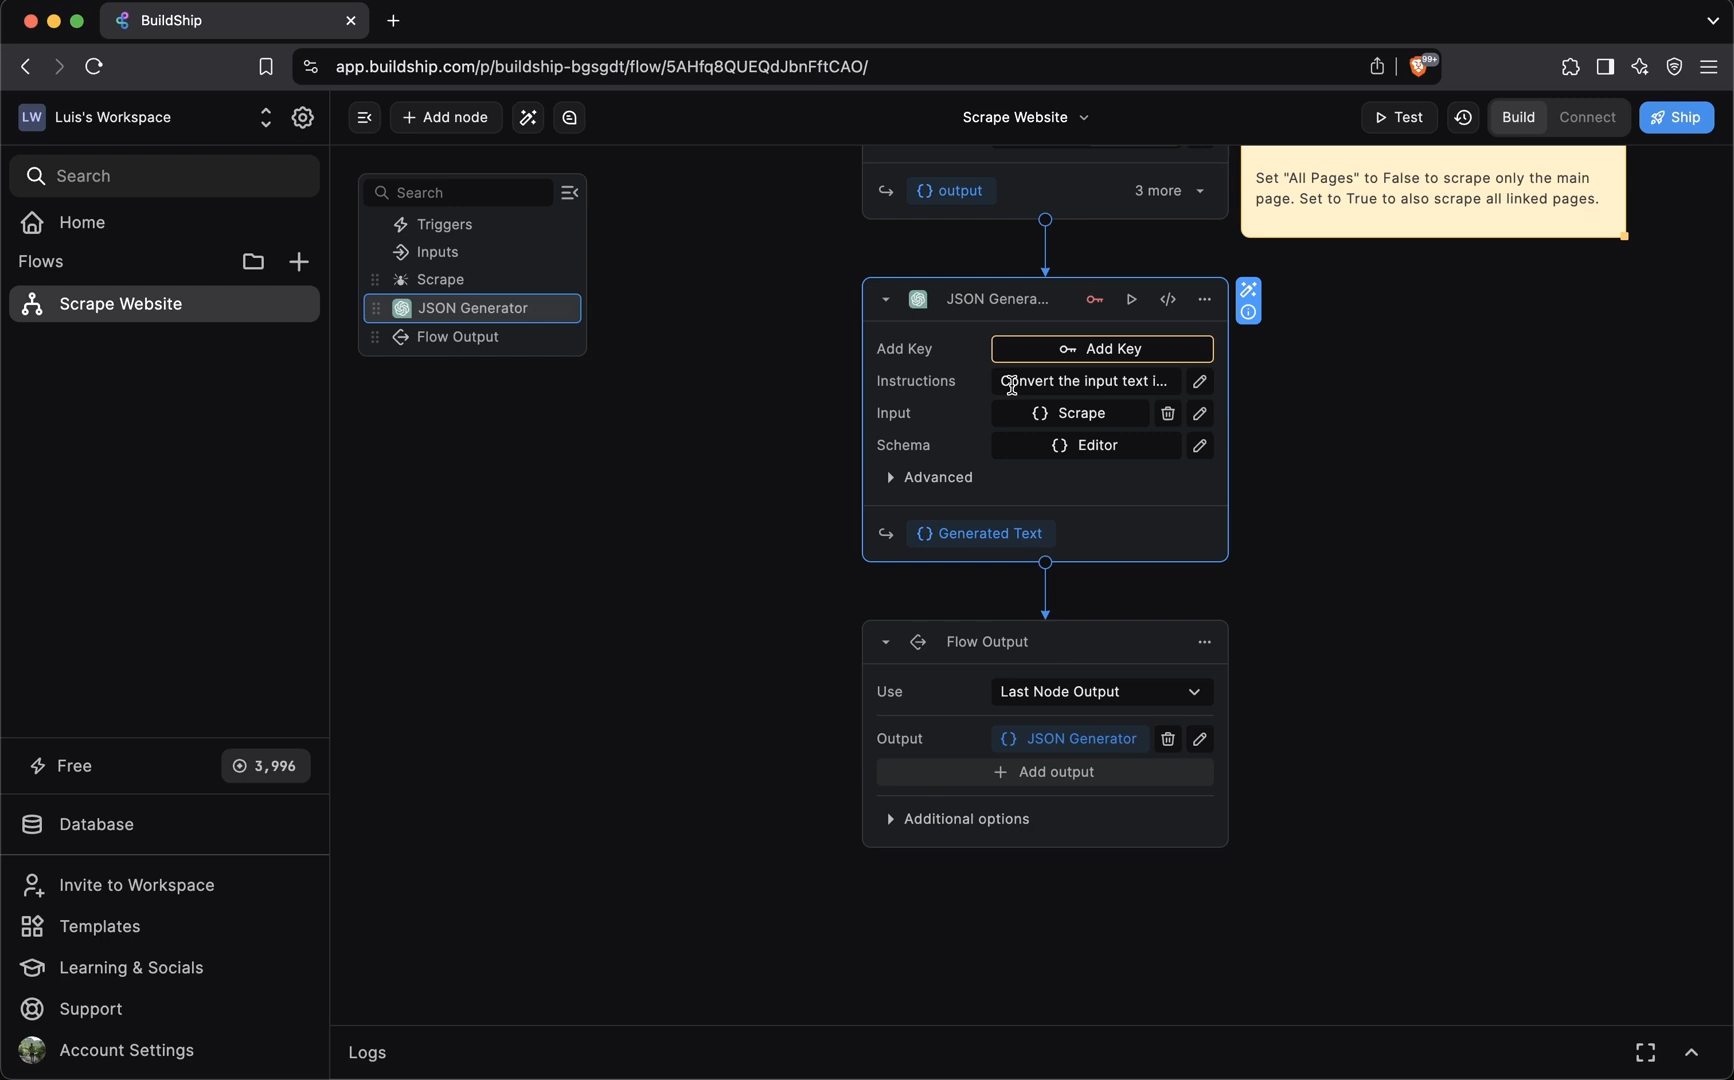 BuildShip
app.buildship.com/p/buildship-bgsgdt/flow/5AHfq8QUEQdJbnFftCAO/
99+
LW Luis's Workspace
+ Add node
Scrape Website
Test
Build
Connect
Ship
Search
Home
Flows
Scrape Website
Search
Triggers
Inputs
Scrape
JSON Generator
Flow Output
{} output
3 more
Set "All Pages" to False to scrape only the main
page. Set to True to also scrape all linked pages.
JSON Genera...
Add Key
Add Key
Instructions
Convert the input text i...
Input
{} Scrape
Schema
{} Editor
Advanced
{} Generated Text
Flow Output
Use
Last Node Output
Output
{} JSON Generator
+ Add output
Additional options
Free
3,996
Database
Invite to Workspace
Templates
Learning & Socials
Support
Account Settings
Logs